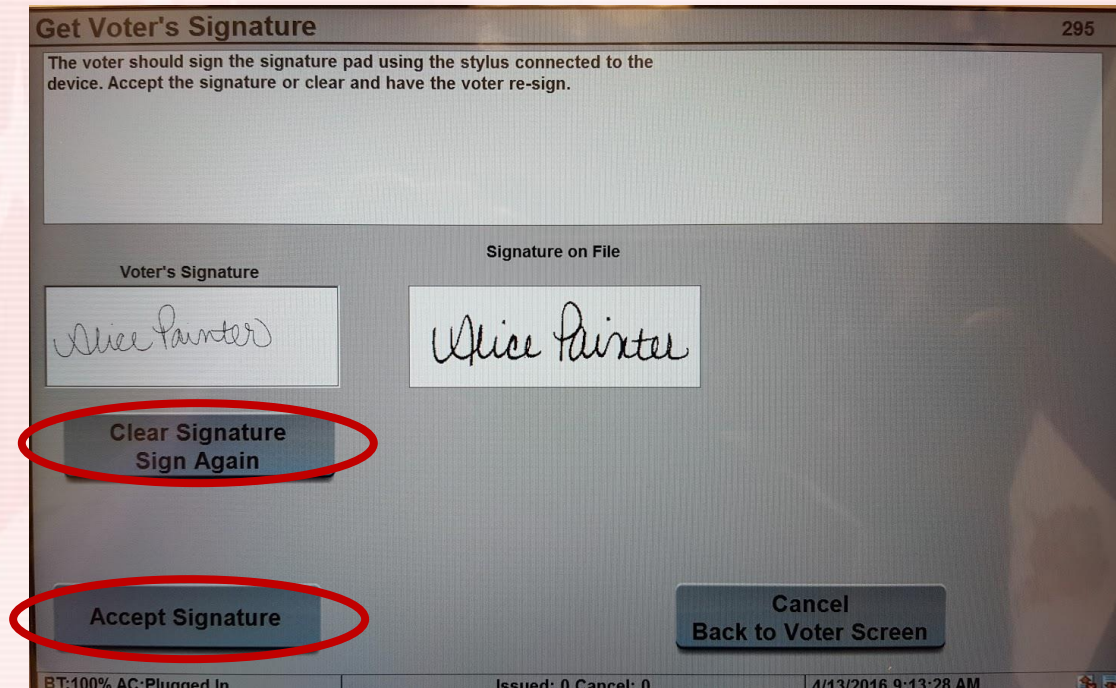 Get Voter's Signature
295
The voter should sign the signature pad using the stylus connected to the
device. Accept the signature or clear and have the voter re-sign.
Signature on File
Voter's Signature
Alice Painter
Alice Painter
Clear Signature
Sign Again
Accept Signature
Cancel
Back to Voter Screen
BT:100% AC:Plugged In
Issued: 0 Cancel: 0
4/13/2016 9:13:28 AM